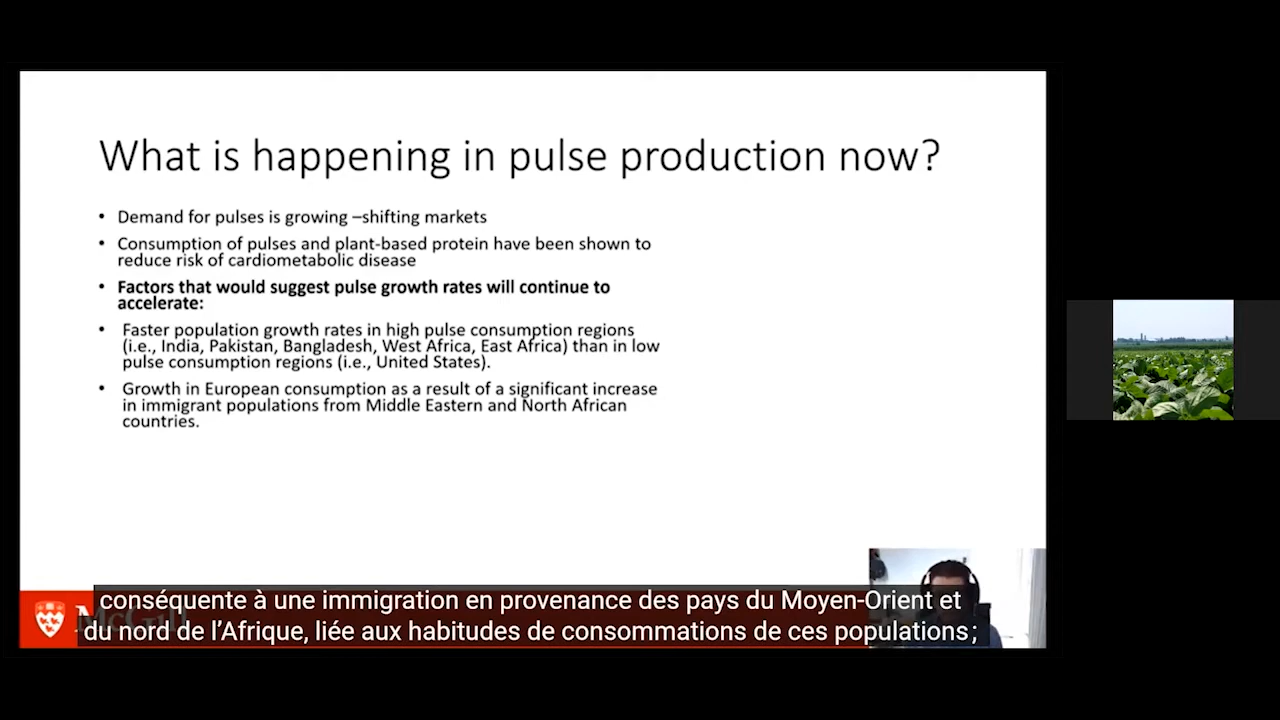 What is happening in pulse production now?
• Demand for pulses is growing –shifting markets
• Consumption of pulses and plant-based protein have been shown to
reduce risk of cardiometabolic disease
• Factors that would suggest pulse growth rates will continue to
accelerate:
• Faster population growth rates in high pulse consumption regions
(i.e., India, Pakistan, Bangladesh, West Africa, East Africa) than in low
pulse consumption regions (i.e., United States).
• Growth in European consumption as a result of a significant increase
in immigrant populations from Middle Eastern and North African
countries.
conséquente à une immigration en provenance des pays du Moyen-Orient et
du nord de l’Afrique, liée aux habitudes de consommations de ces populations ;